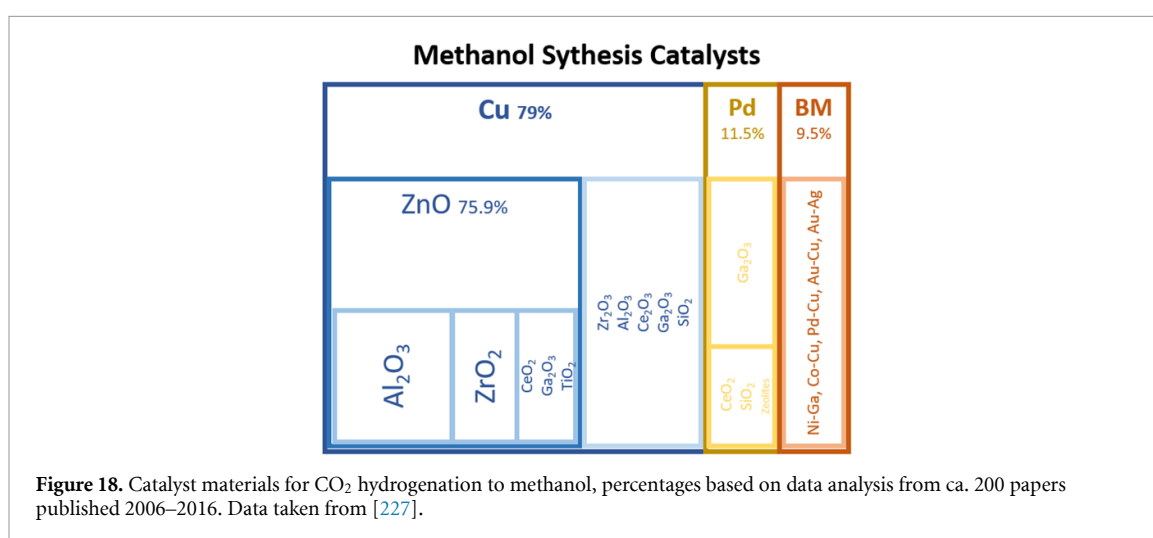 Methanol Sythesis Catalysts
Cu 79%
Pd
11.5%
BM
9.5%
ZnO 75.9%
Al₂O₃
ZrO₂
CeO₂
Ga₂O₃
TiO₂
Zr₂O₃
Al₂O₃
Ce₂O₃
Ga₂O₃
SiO₂
Ga₂O₃
CeO₂
SiO₂
Zeolites
Ni-Ga, Co-Cu, Pd-Cu, Au-Cu, Au-Ag
Figure 18. Catalyst materials for CO₂ hydrogenation to methanol, percentages based on data analysis from ca. 200 papers
published 2006–2016. Data taken from [227].